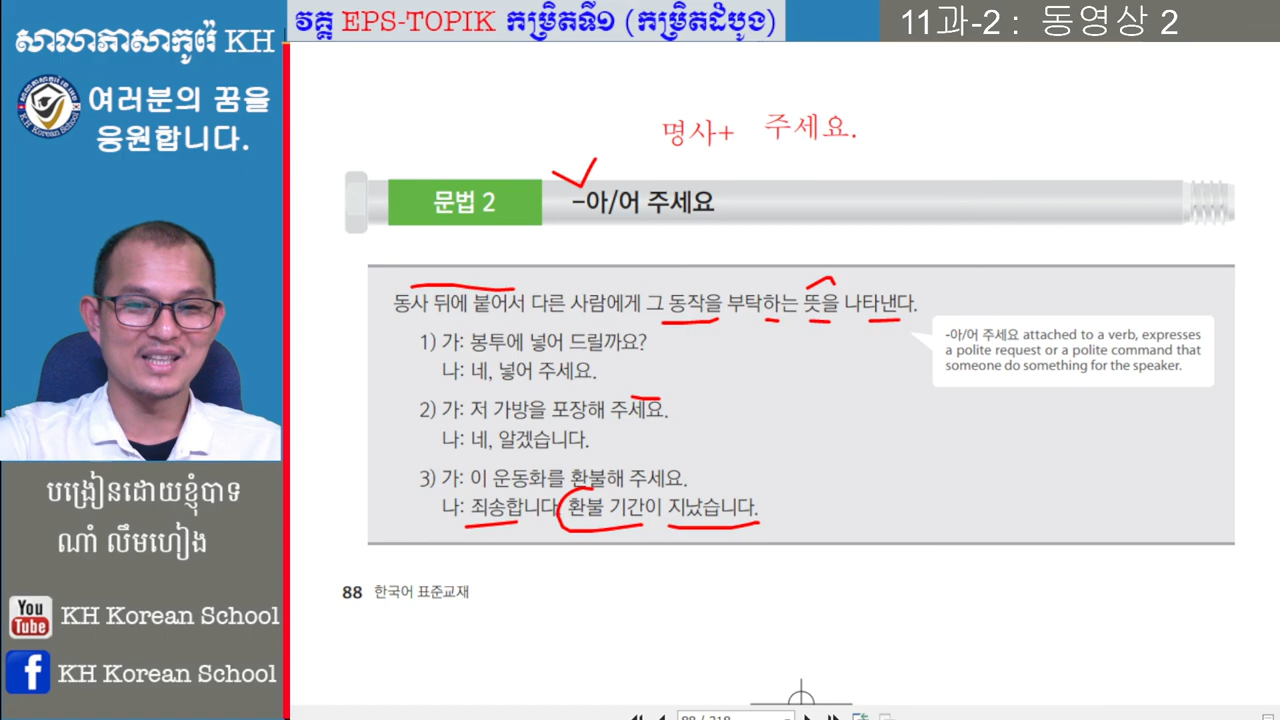 សាលាភាសាកូរ៉េ KH
វគ្គ EPS-TOPIK កម្រិតទី១ (កម្រិតដំបូង)
11과-2 : 동영상 2
여러분의 꿈을
응원합니다.
명사+ 주세요.
문법 2
-아/어 주세요
동사 뒤에 붙어서 다른 사람에게 그 동작을 부탁하는 뜻을 나타낸다.
1) 가: 봉투에 넣어 드릴까요?
나: 네, 넣어 주세요.
2) 가: 저 가방을 포장해 주세요.
나: 네, 알겠습니다.
3) 가: 이 운동화를 환불해 주세요.
나: 죄송합니다. 환불 기간이 지났습니다.
-아/어 주세요 attached to a verb, expresses
a polite request or a polite command that
someone do something for the speaker.
88 한국어 표준교재
បង្រៀនដោយខ្ញុំបាទ
ណាំ លឹមហៀង
You
Tube
KH Korean School
f KH Korean School
88 / 218